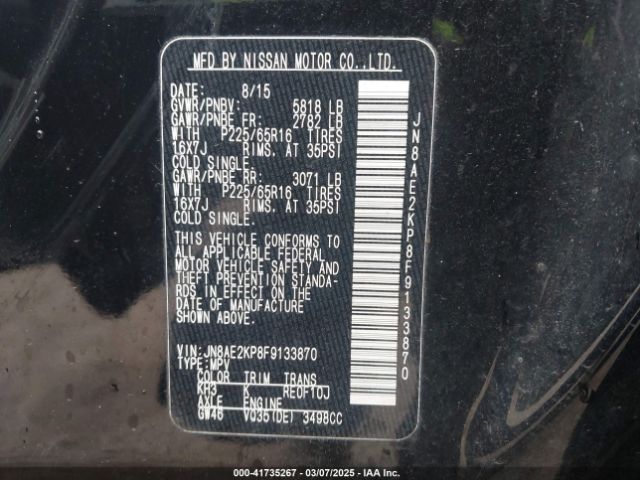 MFD BY NISSAN MOTOR CO.,LTD.
DATE: 8/15
GVWR/PNBV: 5818 LB
GAWR/PNBE FR: 2782 LB
WITH P225/65R16 TIRES
16X7J RIMS. AT 35PSI
COLD SINGLE.
GAWR/PNBE RR: 3071 LB
WITH P225/65R16 TIRES
16X7J RIMS. AT 35PSI
COLD SINGLE.
THIS VEHICLE CONFORMS TO
ALL APPLICABLE FEDERAL
MOTOR VEHICLE SAFETY AND
THEFT PREVENTION STANDA-
RDS IN EFFECT ON THE
DATE OF MANUFACTURE
SHOWN ABOVE.
VIN: JN8AE2KP8F9133870
TYPE: MPV
COLOR TRIM TRANS
KH3 K RE0F10J
AXLE ENGINE
GW46 VQ35(DE) 3498CC
JN8AE2KP8F9133870
000-41735267 - 03/07/2025 - IAA Inc.